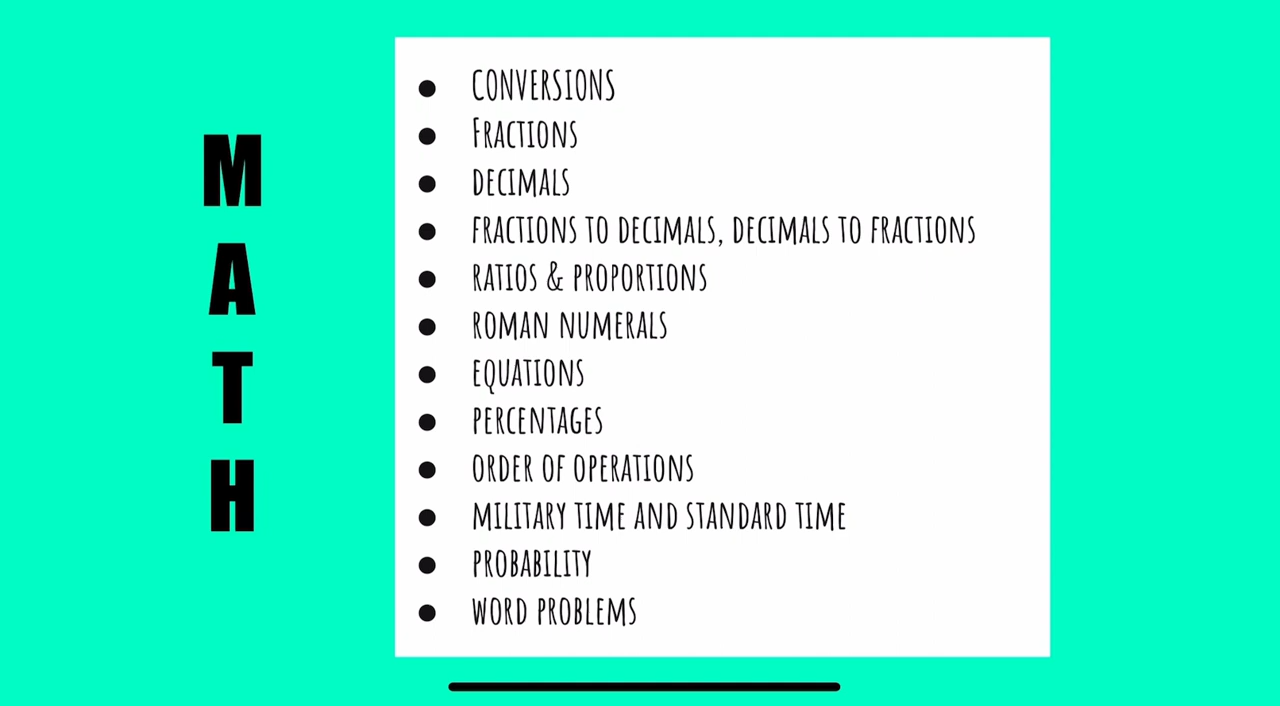 MATH
● CONVERSIONS
● FRACTIONS
● DECIMALS
● FRACTIONS TO DECIMALS, DECIMALS TO FRACTIONS
● RATIOS & PROPORTIONS
● ROMAN NUMERALS
● EQUATIONS
● PERCENTAGES
● ORDER OF OPERATIONS
● MILITARY TIME AND STANDARD TIME
● PROBABILITY
● WORD PROBLEMS